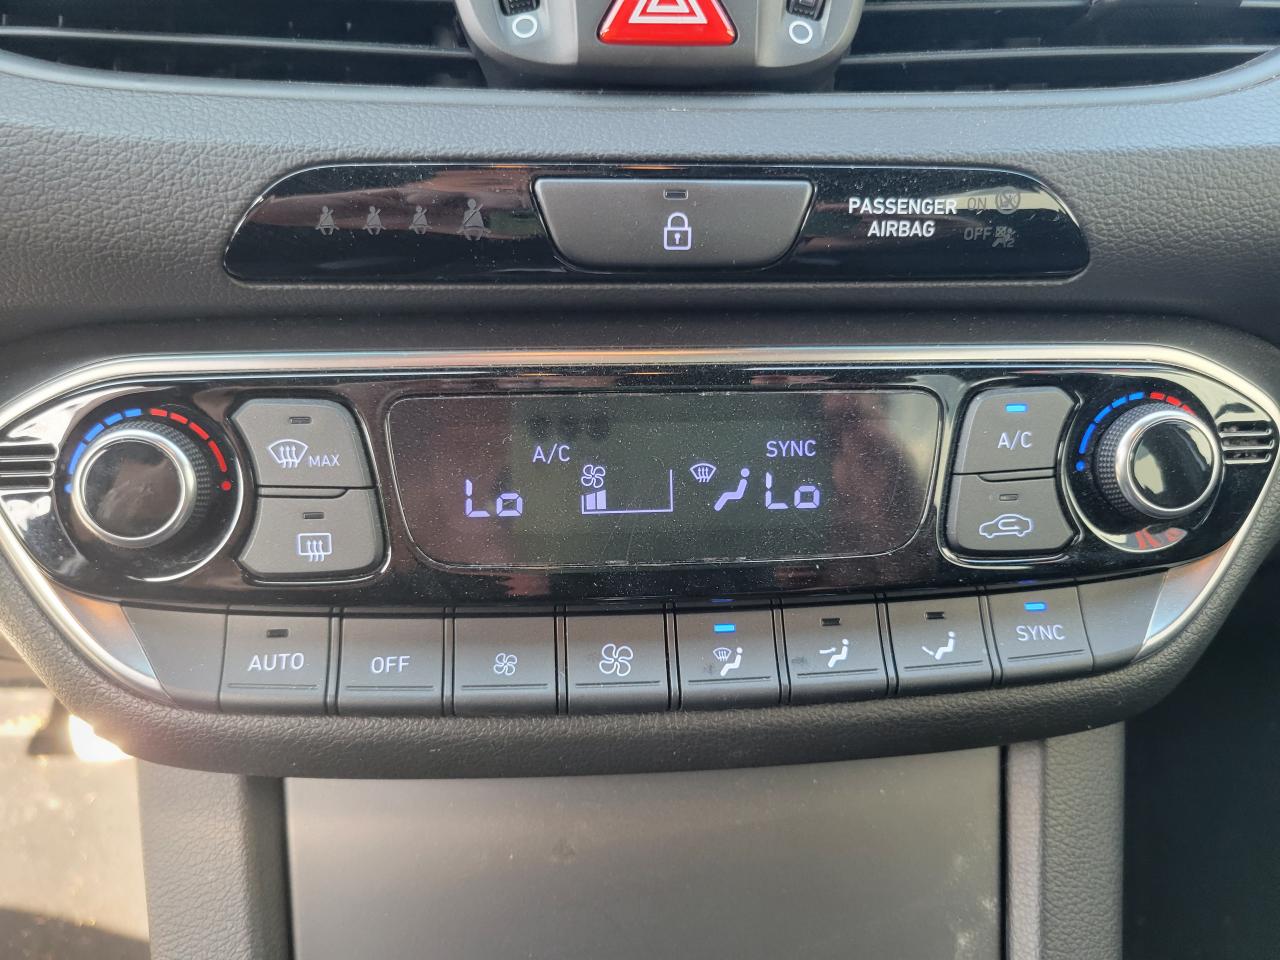 PASSENGER ON
AIRBAG OFF
MAX
A/C
SYNC
Lo
Lo
A/C
AUTO
OFF
SYNC